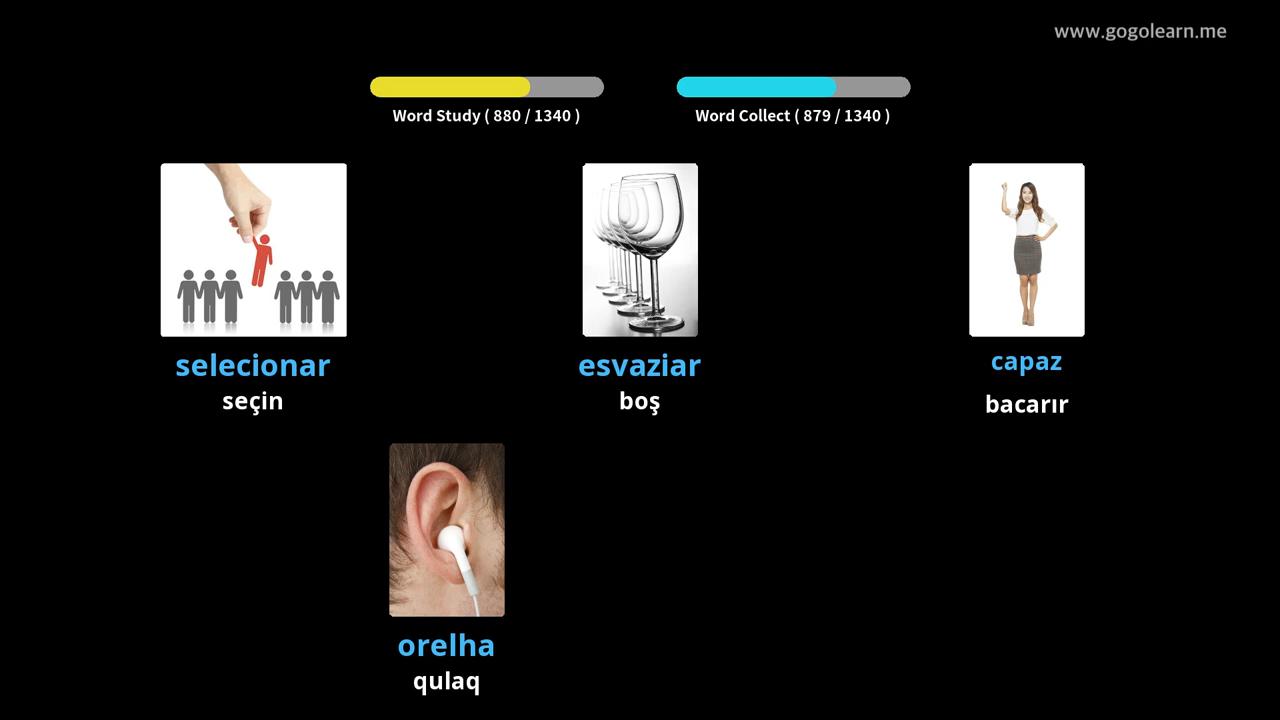 www.gogolearn.me
Word Study ( 880 / 1340 )
Word Collect ( 879 / 1340 )
selecionar
seçin
esvaziar
boş
capaz
bacarır
orelha
qulaq